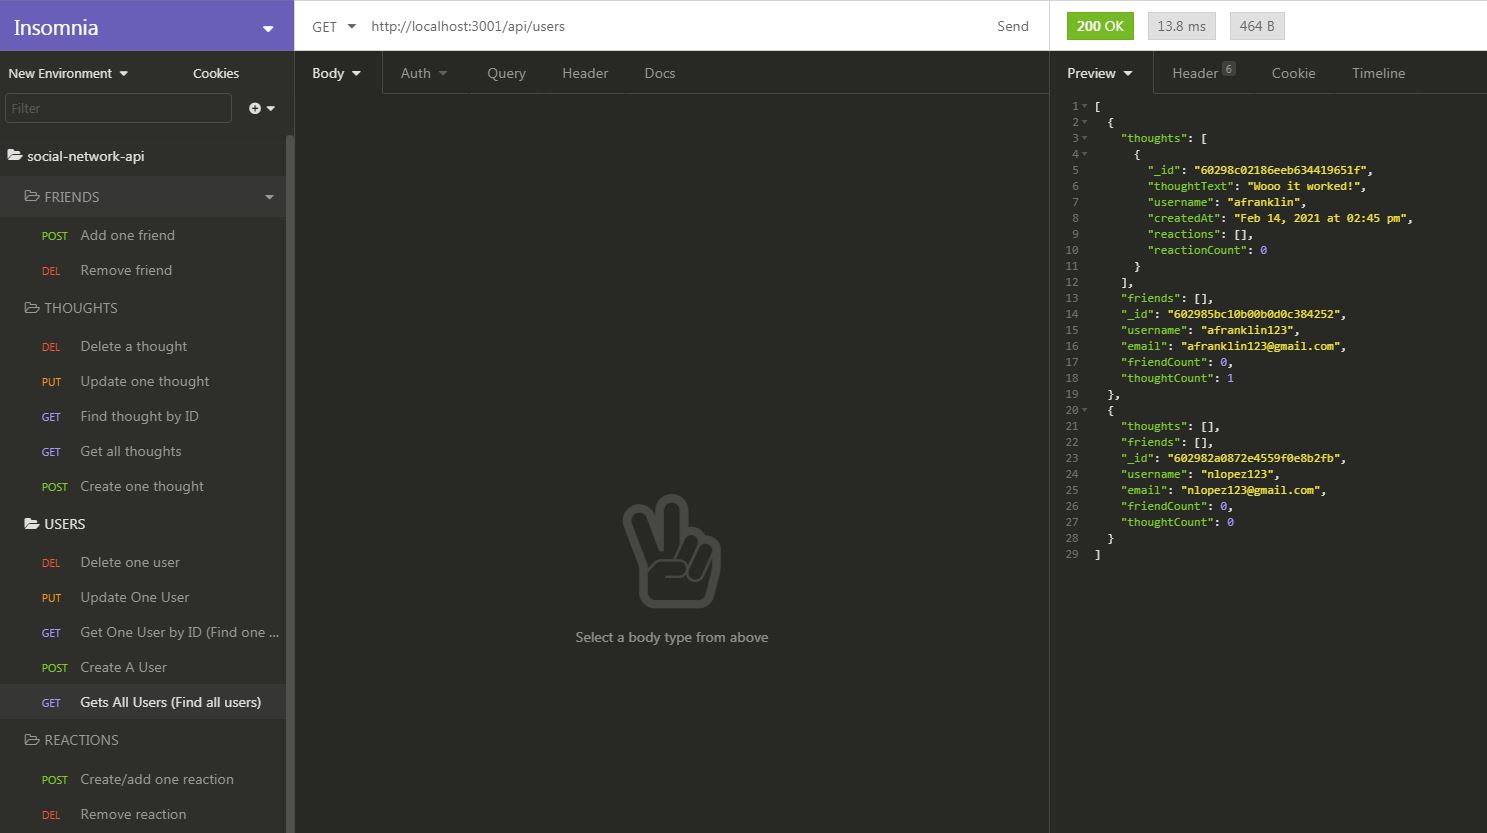 Insomnia
New Environment
Cookies
Filter
social-network-api
FRIENDS
POST Add one friend
DEL Remove friend
THOUGHTS
DEL Delete a thought
PUT Update one thought
GET Find thought by ID
GET Get all thoughts
POST Create one thought
USERS
DEL Delete one user
PUT Update One User
GET Get One User by ID (Find one ...
POST Create A User
GET Gets All Users (Find all users)
REACTIONS
POST Create/add one reaction
DEL Remove reaction
GET http://localhost:3001/api/users Send
Body Auth Query Header Docs
Select a body type from above
200 OK 13.8 ms 464 B
Preview Header 6 Cookie Timeline
1 [
2 {
3 "thoughts": [
4 {
5 "_id": "60298c02186eeb634419651f",
6 "thoughtText": "Wooo it worked!",
7 "username": "afranklin",
8 "createdAt": "Feb 14, 2021 at 02:45 pm",
9 "reactions": [],
10 "reactionCount": 0
11 }
12 ],
13 "friends": [],
14 "_id": "602985bc10b00b0d0c384252",
15 "username": "afranklin123",
16 "email": "afranklin123@gmail.com",
17 "friendCount": 0,
18 "thoughtCount": 1
19 },
20 {
21 "thoughts": [],
22 "friends": [],
23 "_id": "602982a0872e4559f0e8b2fb",
24 "username": "nlopez123",
25 "email": "nlopez123@gmail.com",
26 "friendCount": 0,
27 "thoughtCount": 0
28 }
29 ]